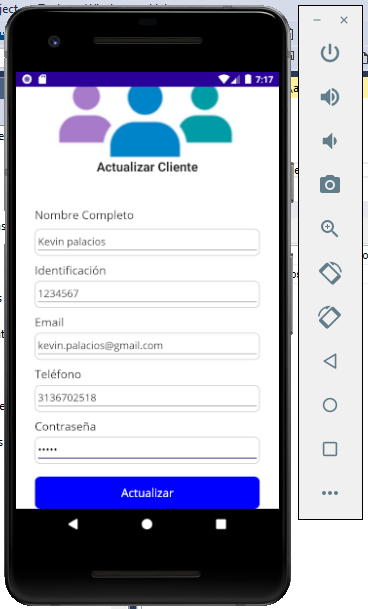 7:17
Actualizar Cliente
Nombre Completo
Kevin palacios
Identificación
1234567
Email
kevin.palacios@gmail.com
Teléfono
3136702518
Contraseña
•••••
Actualizar